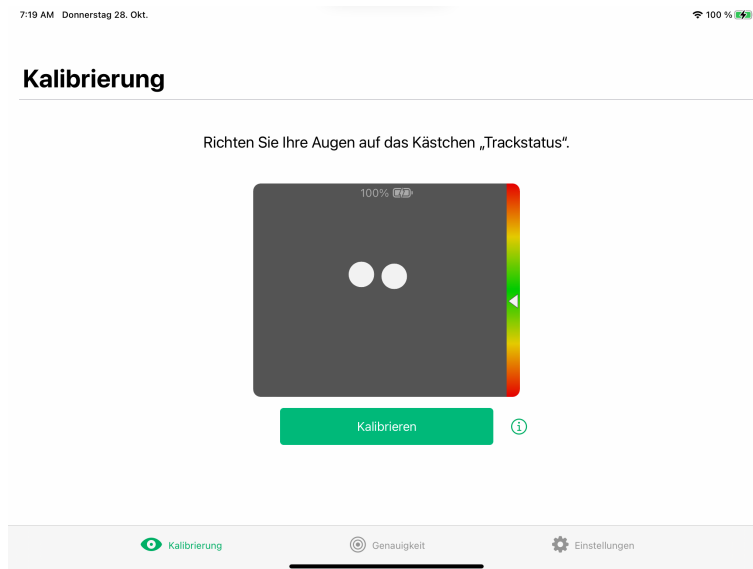 7:19 AM Donnerstag 28. Okt. 100 %
Kalibrierung
Richten Sie Ihre Augen auf das Kästchen „Trackstatus“.
100%
Kalibrieren
Kalibrierung Genauigkeit Einstellungen